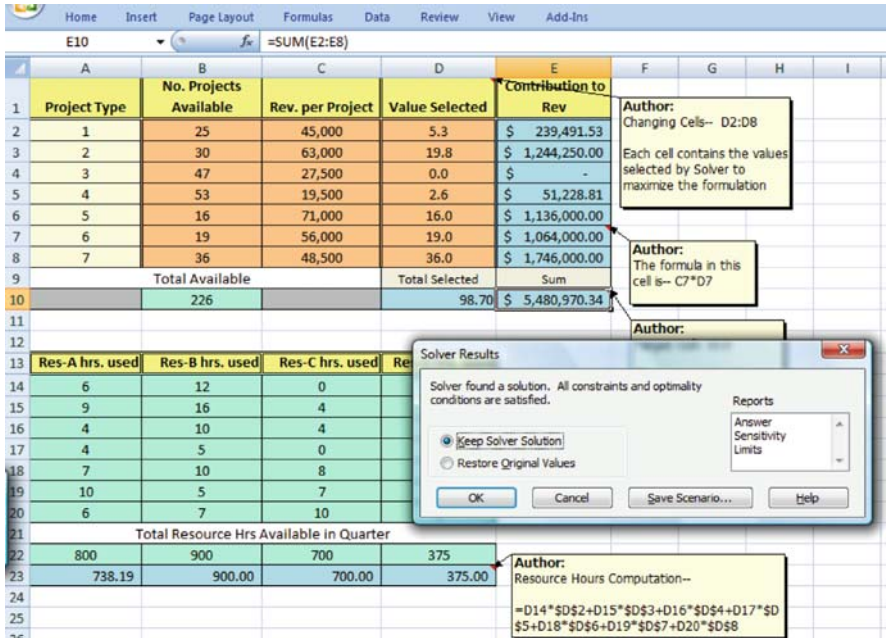 Home Insert Page Layout Formulas Data Review View Add-Ins
E10 fx =SUM(E2:E8)
A B C D E F G H I
1 Project Type No. Projects Available Rev. per Project Value Selected Contribution to Rev
2 1 25 45,000 5.3 $ 239,491.53
3 2 30 63,000 19.8 $ 1,244,250.00
4 3 47 27,500 0.0 $ -
5 4 53 19,500 2.6 $ 51,228.81
6 5 16 71,000 16.0 $ 1,136,000.00
7 6 19 56,000 19.0 $ 1,064,000.00
8 7 36 48,500 36.0 $ 1,746,000.00
9 Total Available Total Selected Sum
10 226 98.70 $ 5,480,970.34
11
12
13 Res-A hrs. used Res-B hrs. used Res-C hrs. used
14 6 12 0
15 9 16 4
16 4 10 4
17 4 5 0
18 7 10 8
19 10 5 7
20 6 7 10
21 Total Resource Hrs Available in Quarter
22 800 900 700 375
23 738.19 900.00 700.00 375.00
24
25
Author:
Changing Cells-- D2:D8
Each cell contains the values
selected by Solver to
maximize the formulation
Author:
The formula in this
cell is-- C7*D7
Author:
Solver Results
Solver found a solution. All constraints and optimality
conditions are satisfied.
Keep Solver Solution
Restore Original Values
Reports
Answer
Sensitivity
Limits
OK Cancel Save Scenario... Help
Author:
Resource Hours Computation--
=D14*$D$2+D15*$D$3+D16*$D$4+D17*$D
$5+D18*$D$6+D19*$D$7+D20*$D$8